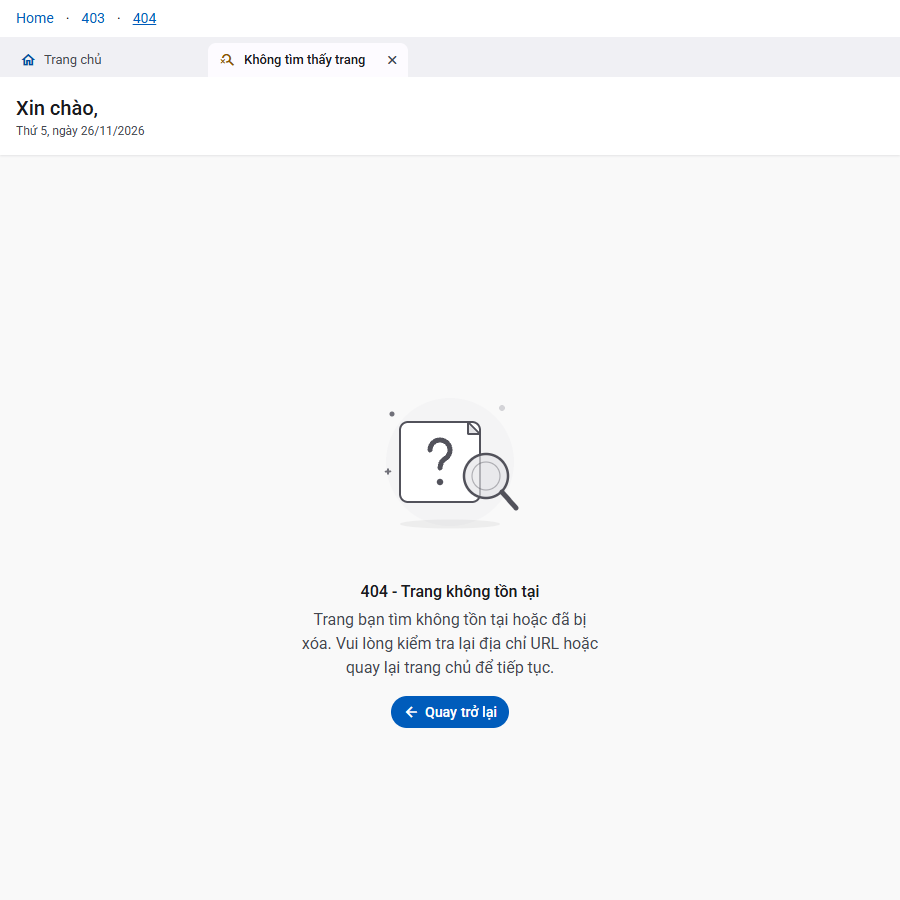 Home · 403 · 404
Trang chủ Không tìm thấy trang
Xin chào,
Thứ 5, ngày 26/11/2026
?
404 - Trang không tồn tại
Trang bạn tìm không tồn tại hoặc đã bị
xóa. Vui lòng kiểm tra lại địa chỉ URL hoặc
quay lại trang chủ để tiếp tục.
Quay trở lại